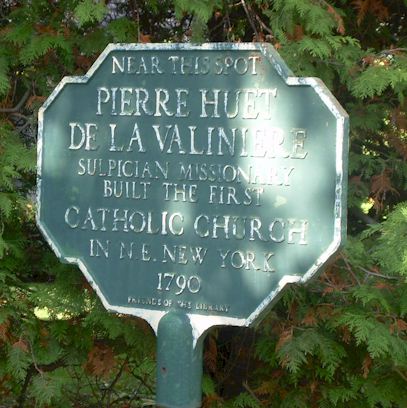 NEAR THIS SPOT
PIERRE HUET
DE LA VALINIERE
SULPICIAN MISSIONARY
BUILT THE FIRST
CATHOLIC CHURCH
IN N.E. NEW YORK
1790
FRIENDS OF THE LIBRARY